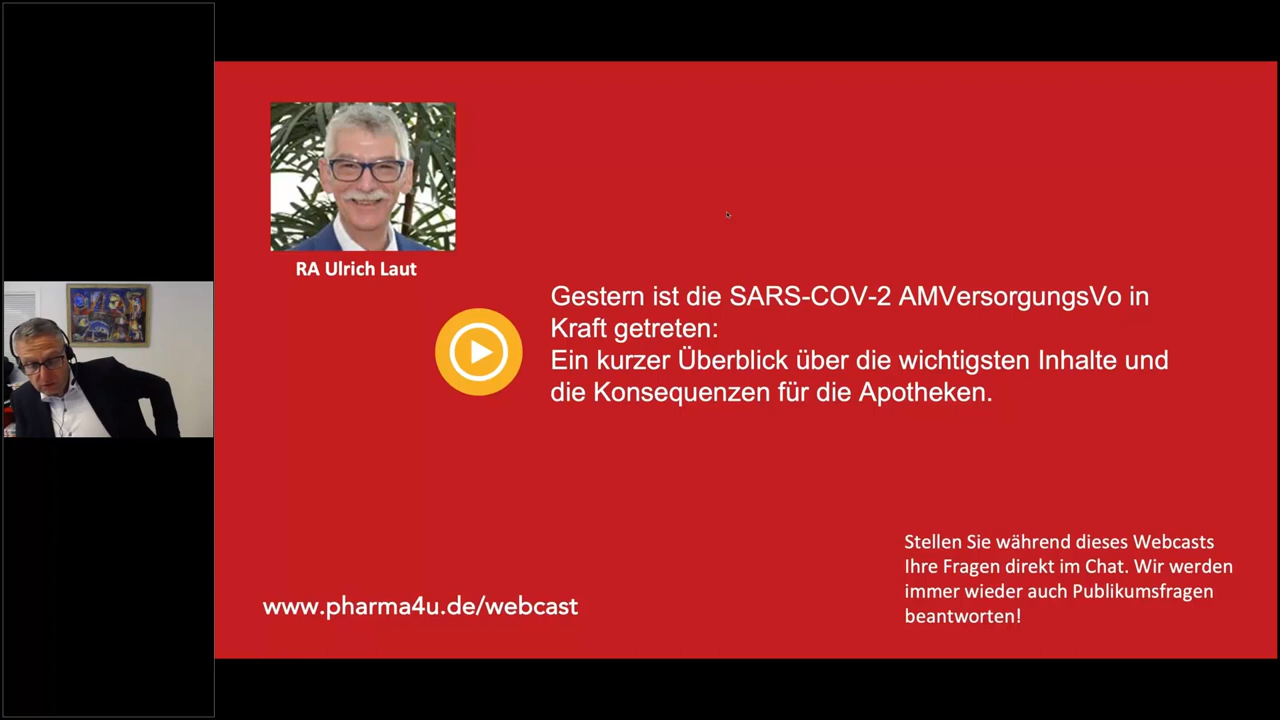 RA Ulrich Laut
Gestern ist die SARS-COV-2 AMVersorgungsVo in
Kraft getreten:
Ein kurzer Überblick über die wichtigsten Inhalte und
die Konsequenzen für die Apotheken.
Stellen Sie während dieses Webcasts
Ihre Fragen direkt im Chat. Wir werden
immer wieder auch Publikumsfragen
beantworten!
www.pharma4u.de/webcast